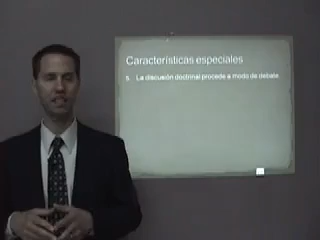 Características especiales
5. La discusión doctrinal procede a modo de debate